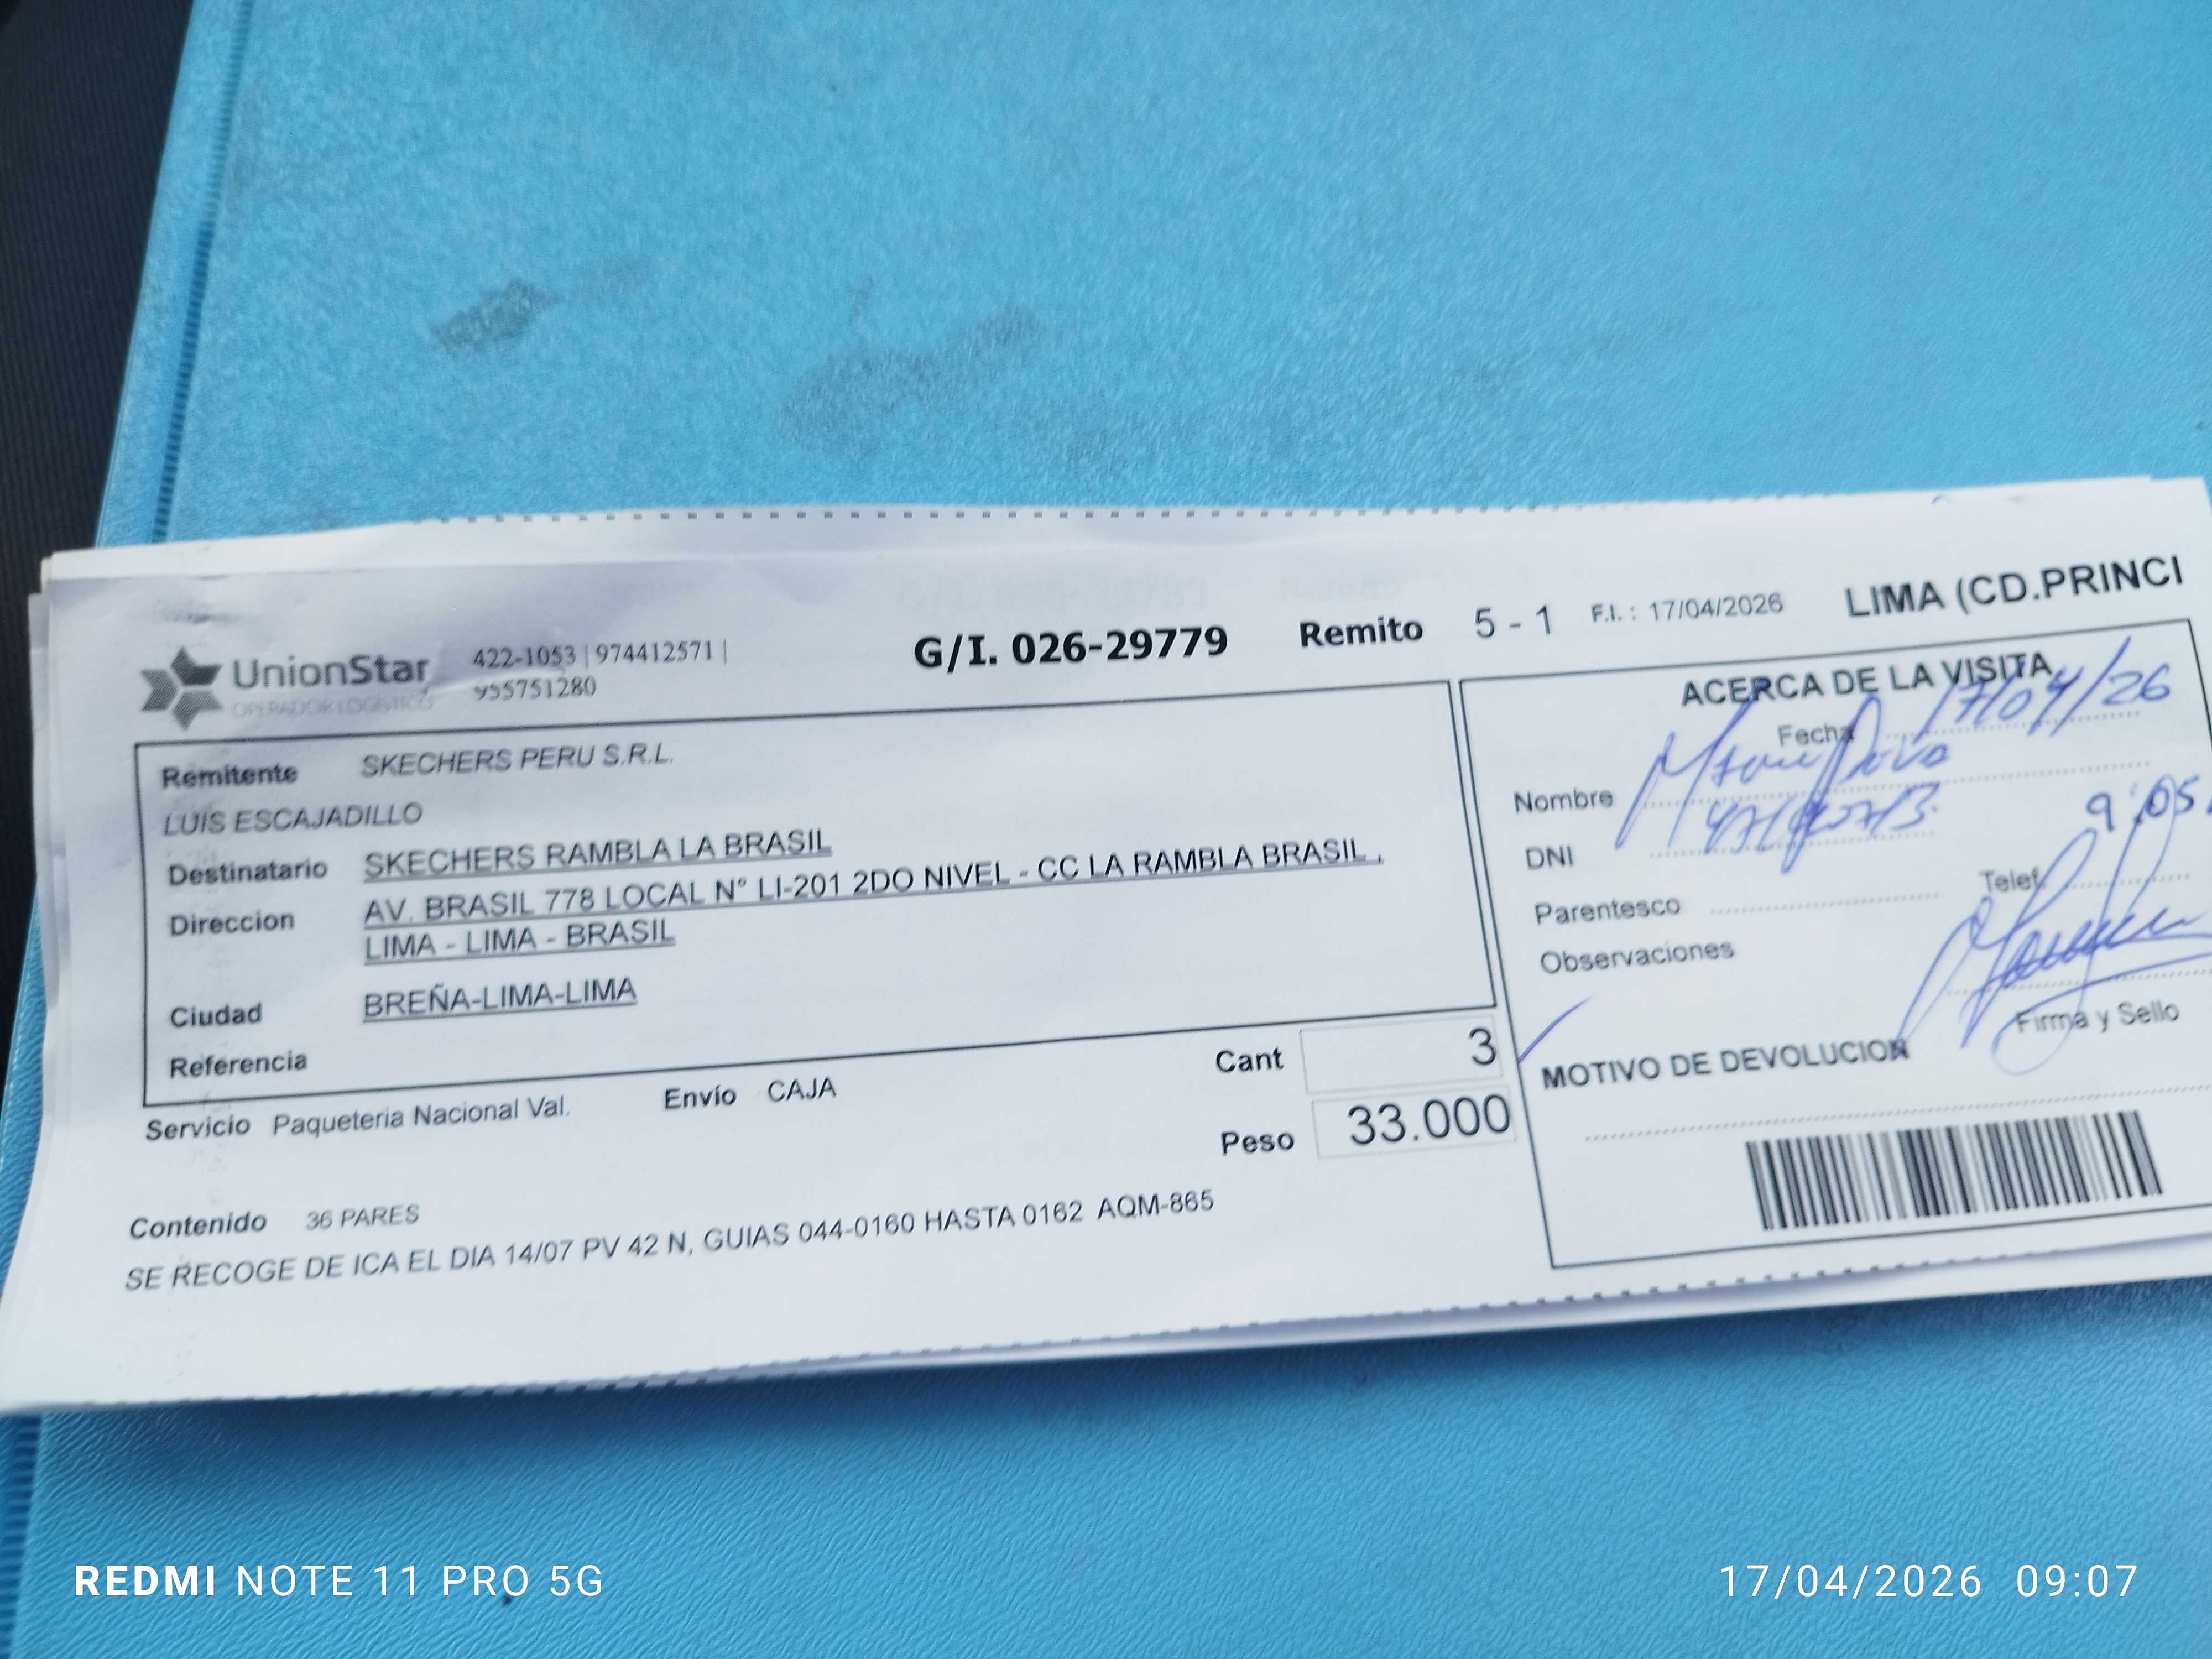 UnionStar
OPERADOR LOGISTICO
422-1053 | 974412571 |
955751280
G/I. 026-29779 Remito 5 - 1 F.I. : 17/04/2026 LIMA (CD.PRINCI
Remitente SKECHERS PERU S.R.L.
LUIS ESCAJADILLO
Destinatario SKECHERS RAMBLA LA BRASIL
Direccion AV. BRASIL 778 LOCAL N° LI-201 2DO NIVEL - CC LA RAMBLA BRASIL ,
LIMA - LIMA - BRASIL
Ciudad BREÑA-LIMA-LIMA
Referencia
Servicio Paqueteria Nacional Val. Envío CAJA
Cant 3
Peso 33.000
Contenido 36 PARES
SE RECOGE DE ICA EL DIA 14/07 PV 42 N, GUIAS 044-0160 HASTA 0162 AQM-865
ACERCA DE LA VISITA
Fecha 17/04/26
Nombre
9:05
DNI
Parentesco Telef.
Observaciones
Firma y Sello
MOTIVO DE DEVOLUCION
REDMI NOTE 11 PRO 5G
17/04/2026 09:07